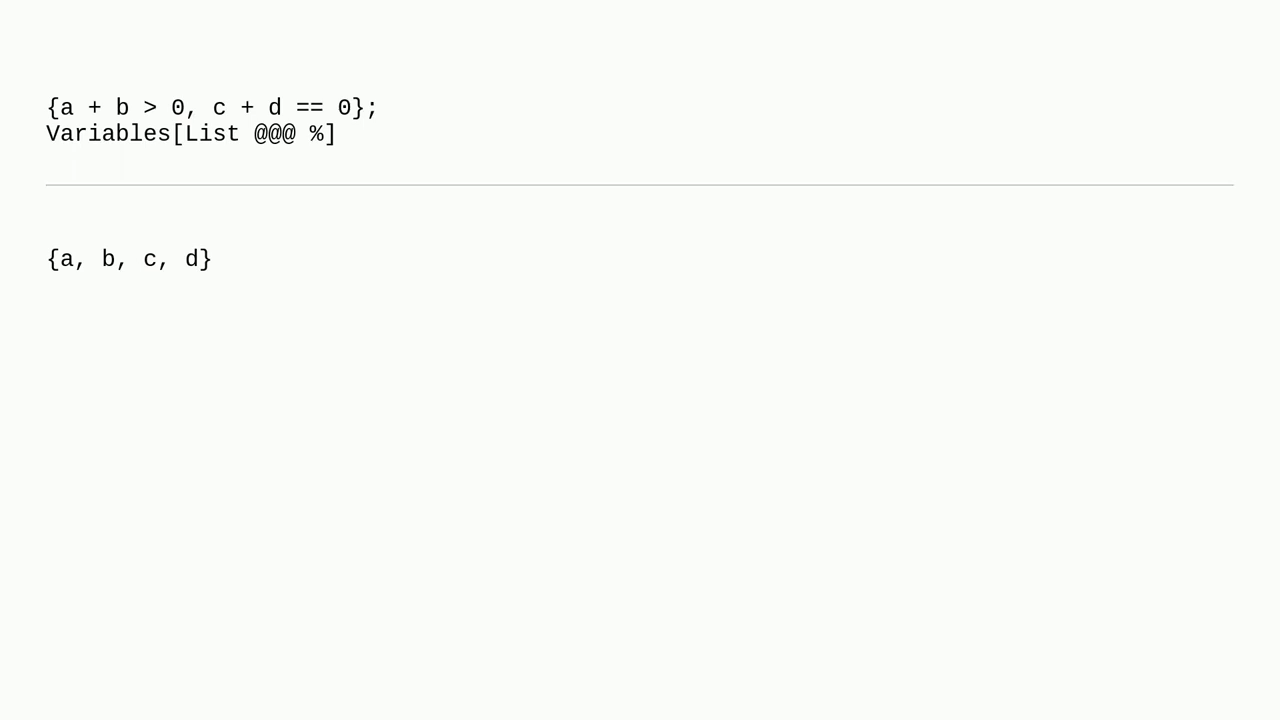 {a + b > 0, c + d == 0};
Variables[List @@@ %]
{a, b, c, d}